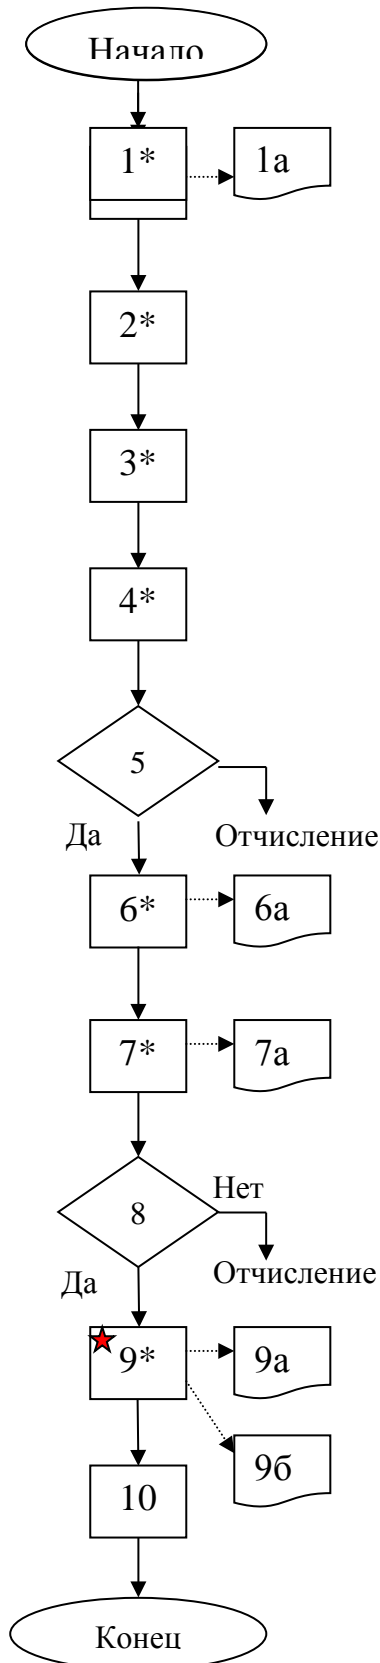 Начало
1*
1а
2*
3*
4*
5
Да
Отчисление
6*
6а
7*
7а
8
Нет
Отчисление
Да
9*
9а
9б
10
Конец